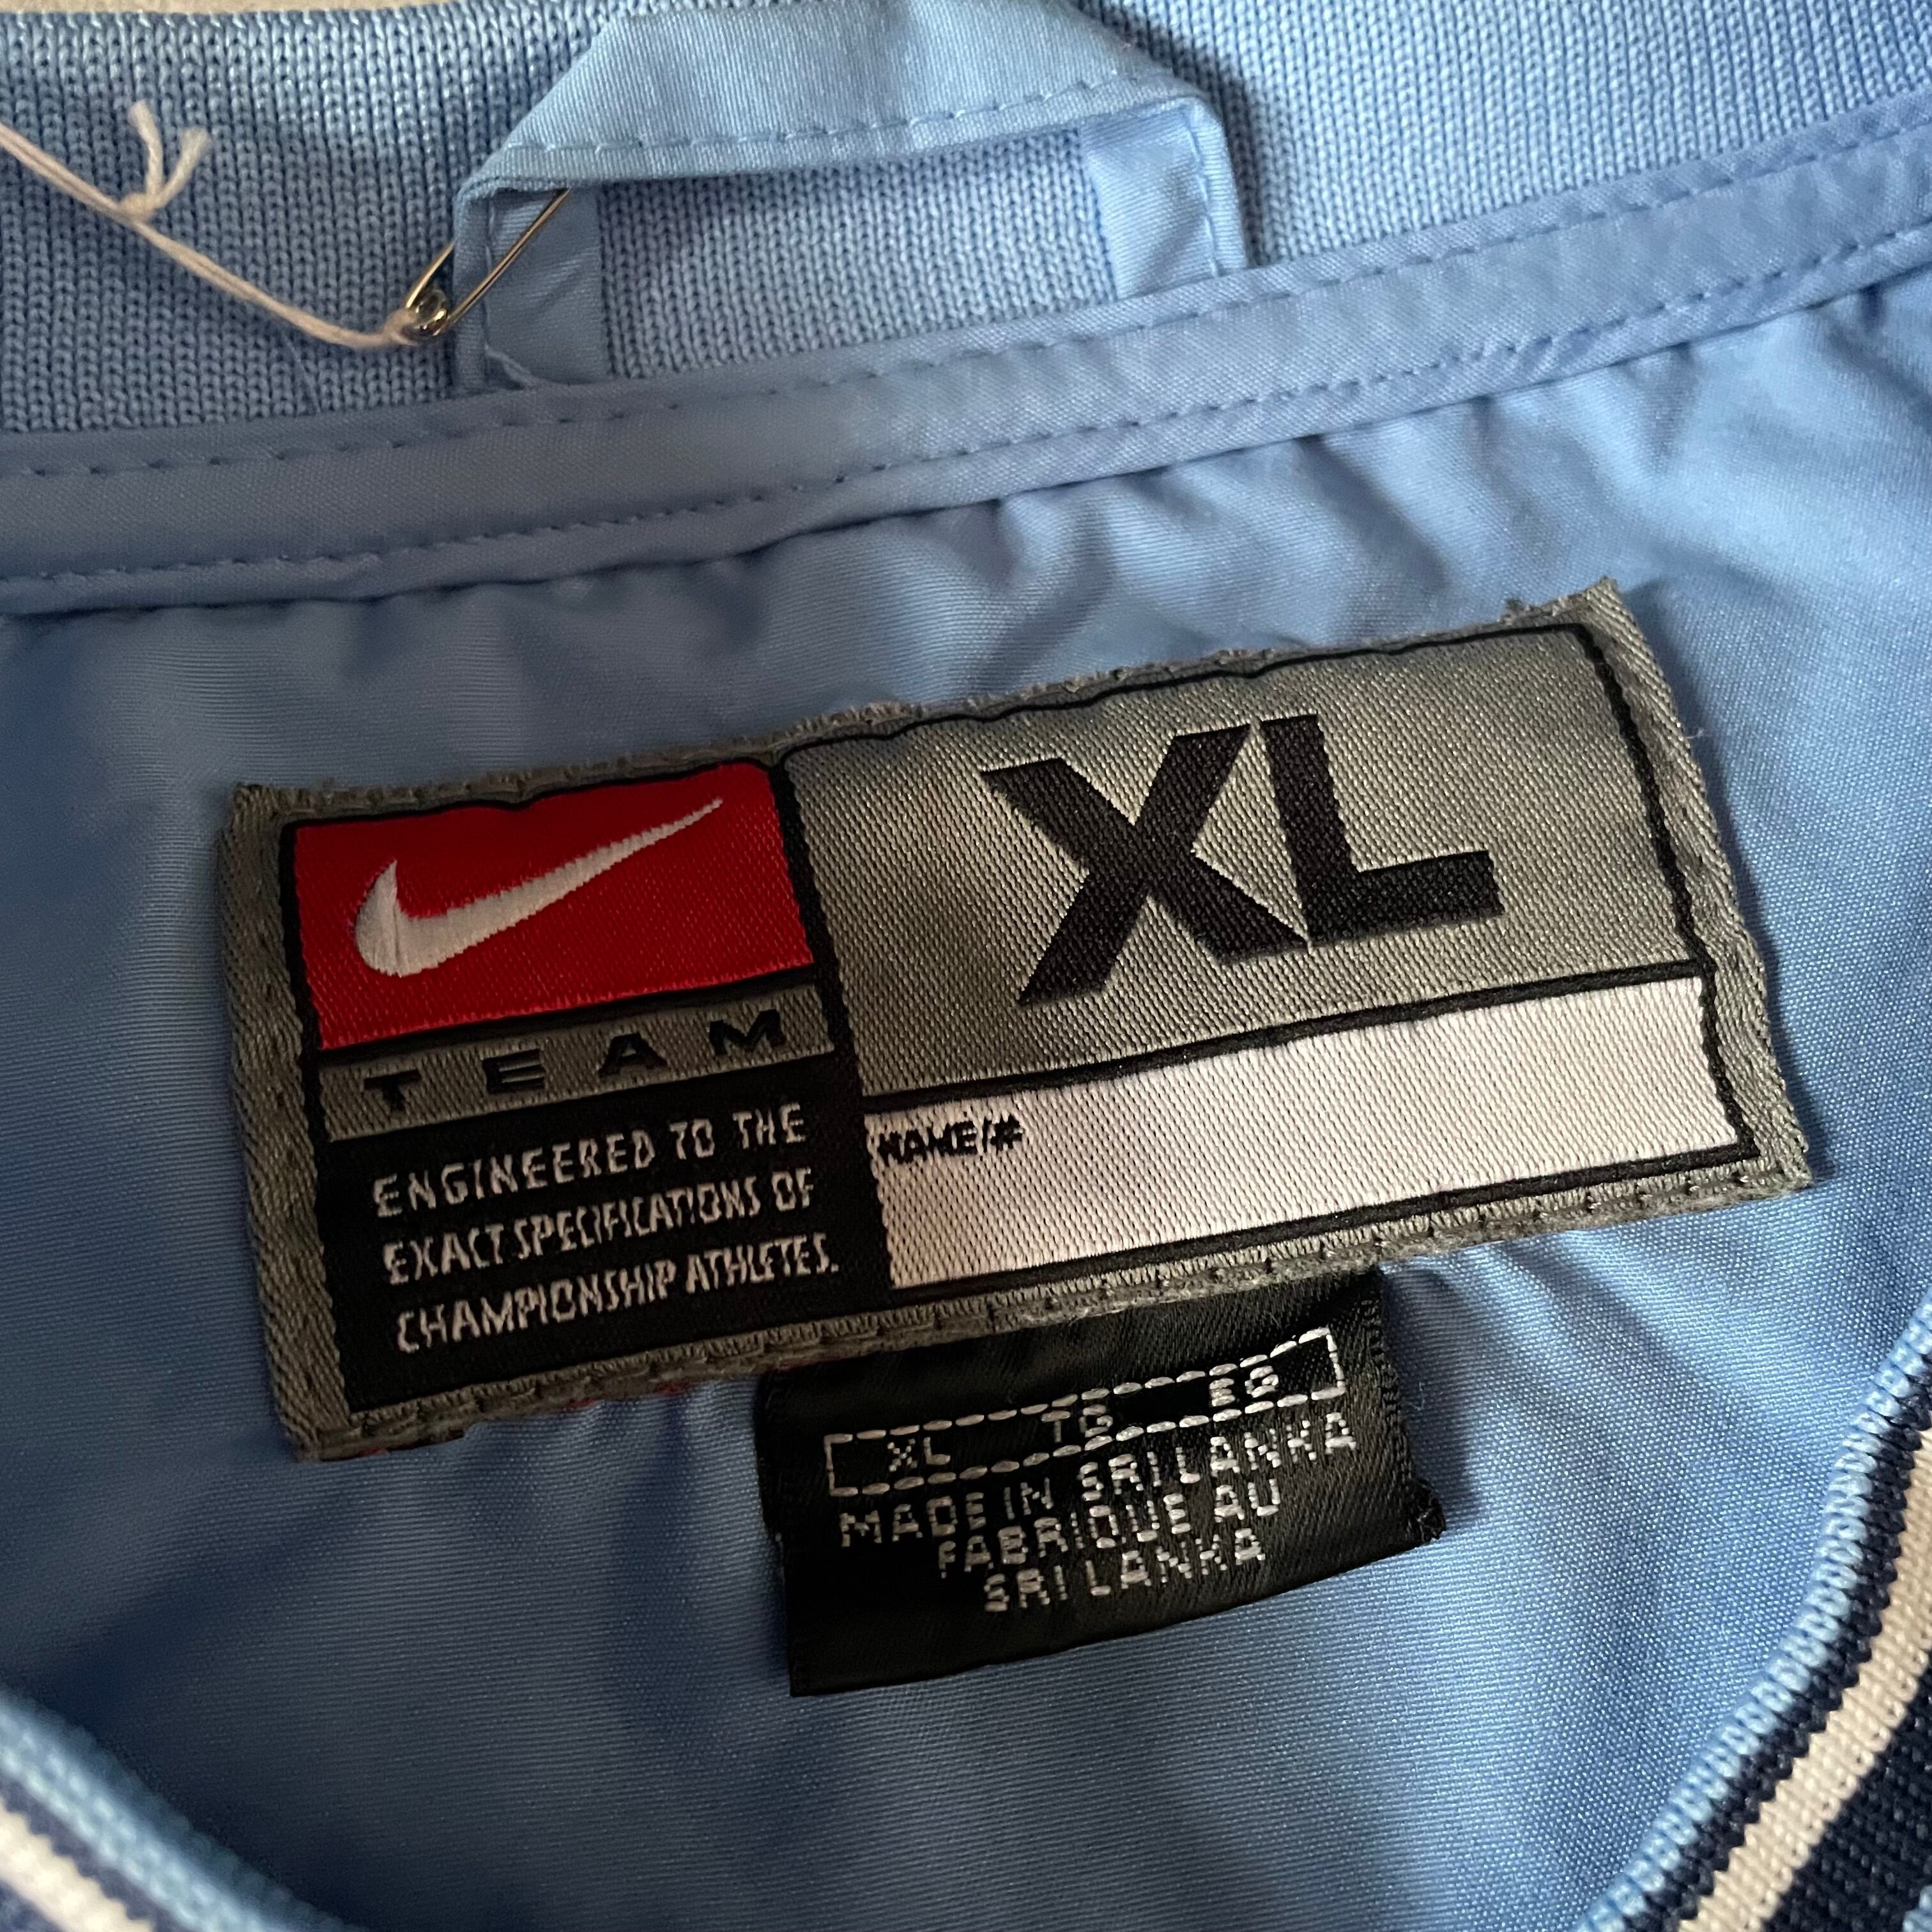 XL
TEAM
NAME/#
ENGINEERED TO THE
EXACT SPECIFICATIONS OF
CHAMPIONSHIP ATHLETES.
XL TG EG
MADE IN SRI LANKA
FABRIQUE AU
SRI LANKA